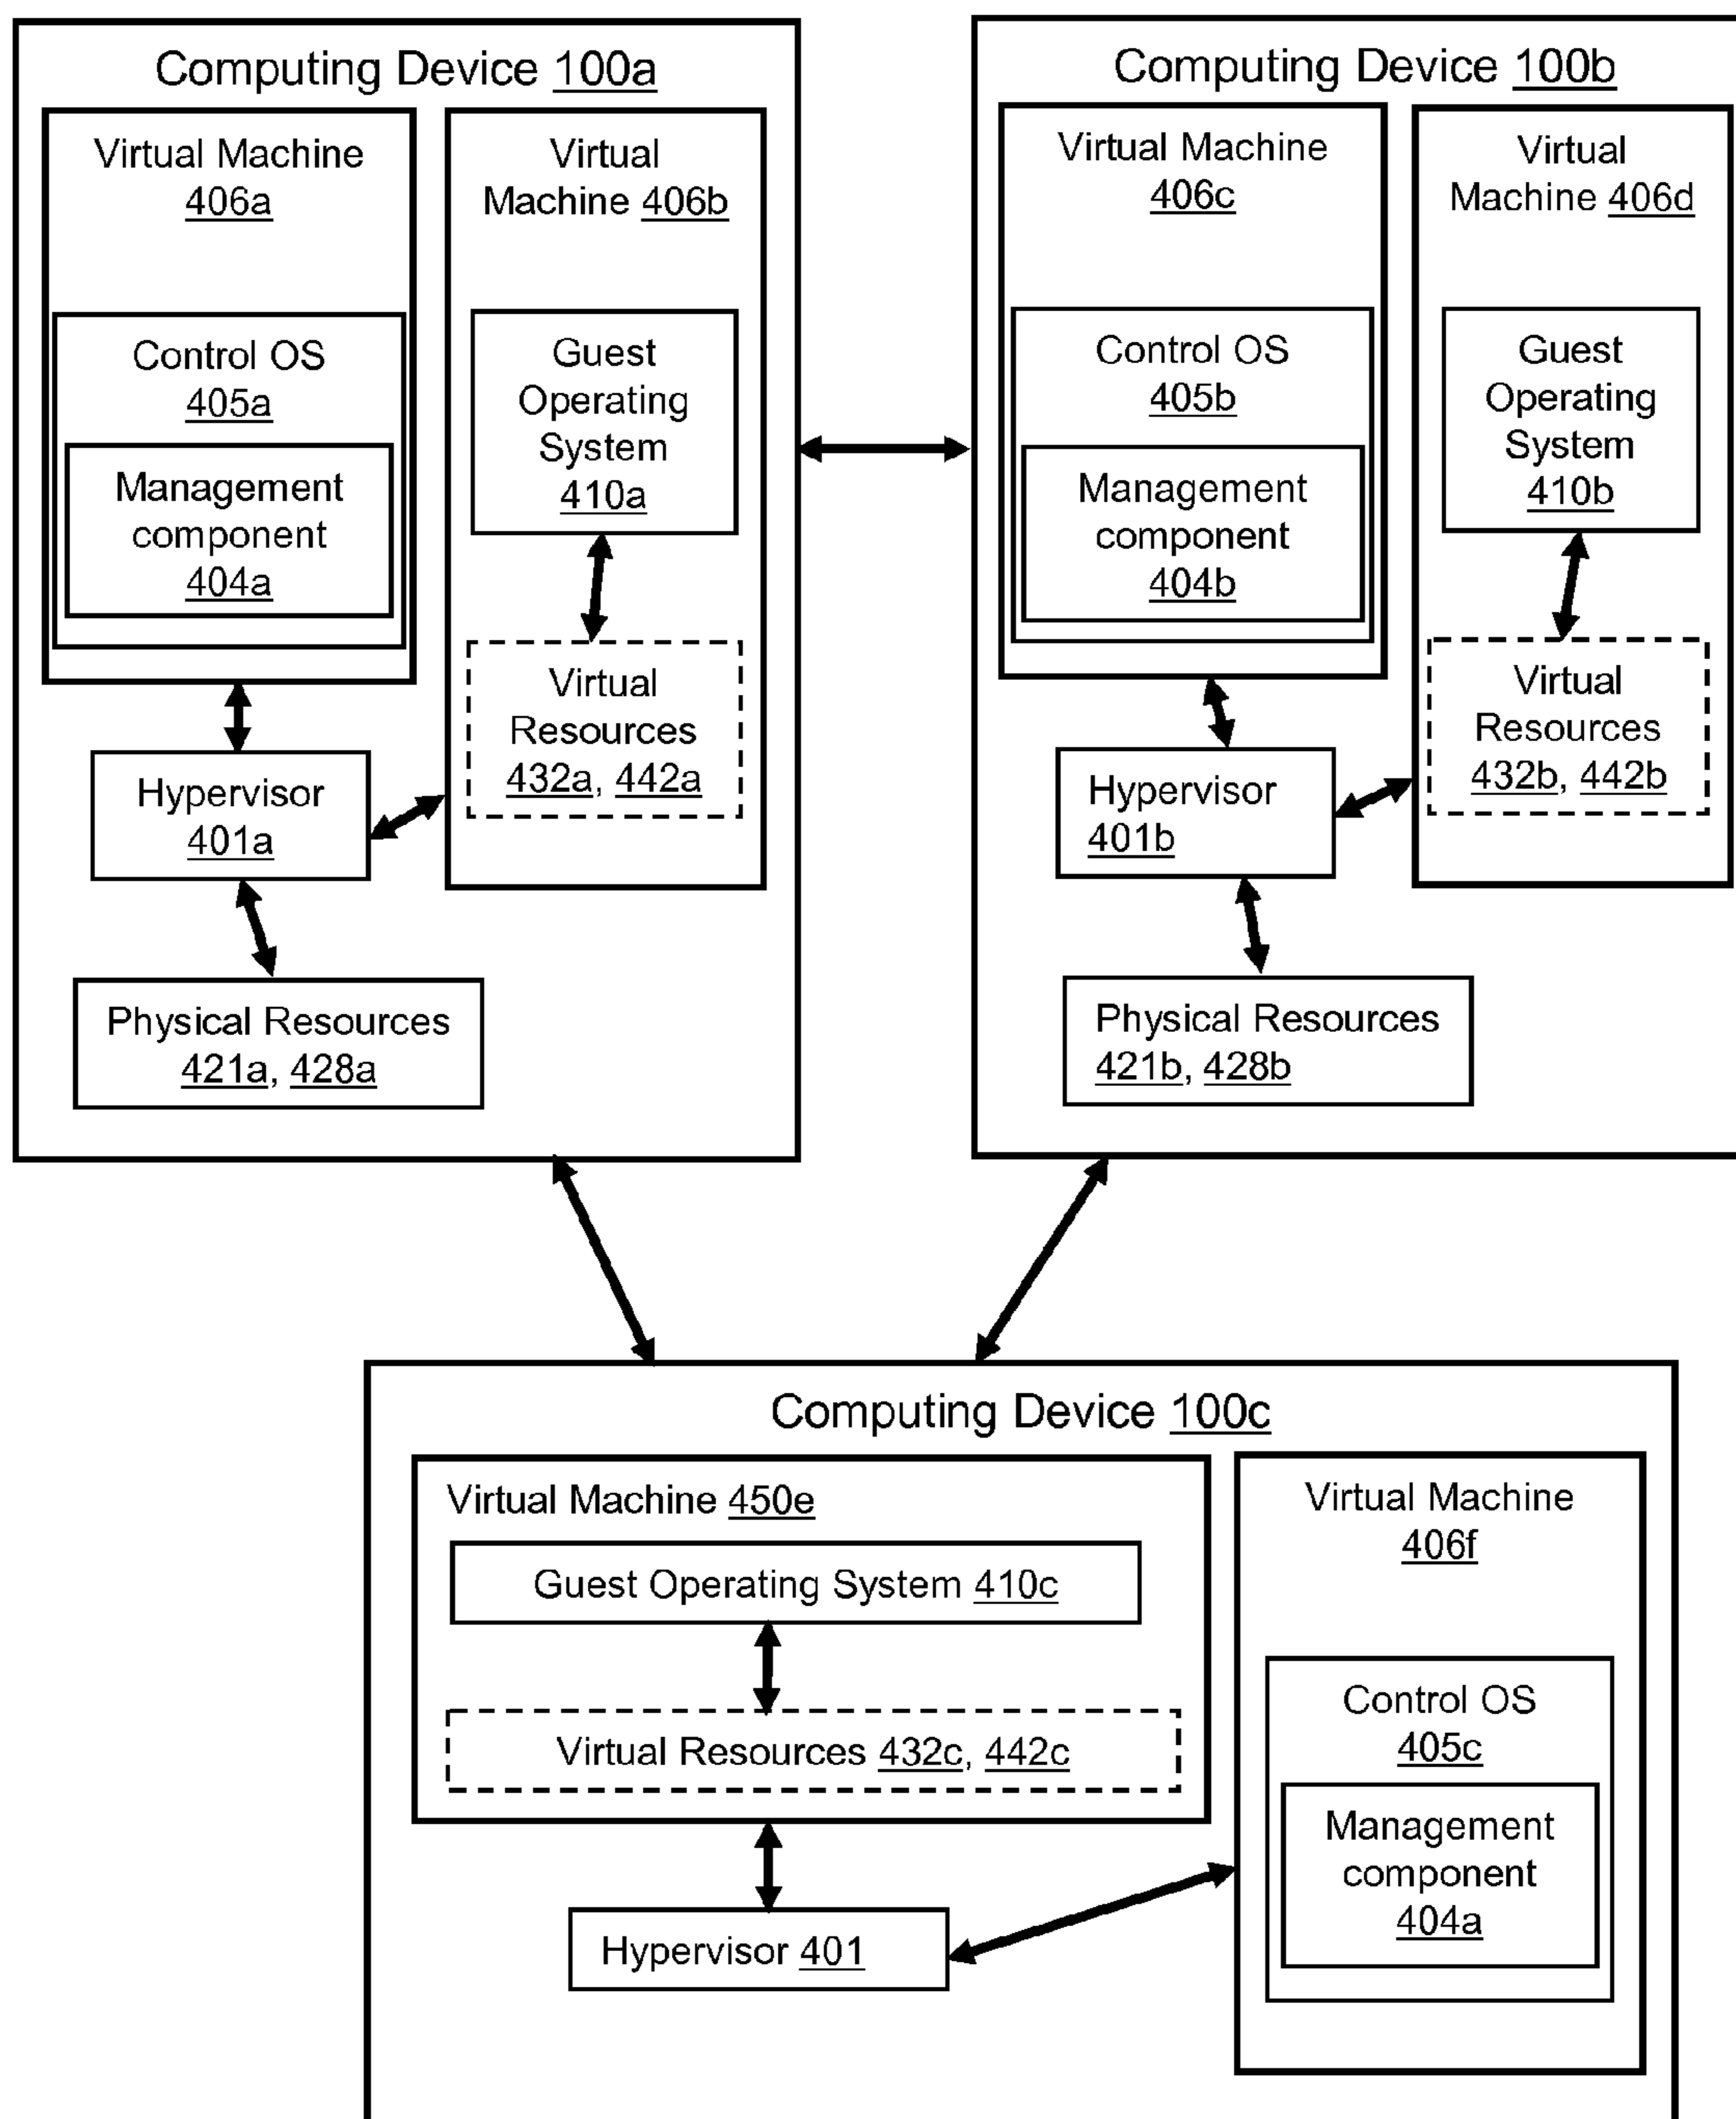 Computing Device 100a
Virtual Machine
406a
Control OS
405a
Management
component
404a
Virtual
Machine 406b
Guest
Operating
System
410a
Virtual
Resources
432a, 442a
Hypervisor
401a
Physical Resources
421a, 428a
Computing Device 100b
Virtual Machine
406c
Control OS
405b
Management
component
404b
Virtual
Machine 406d
Guest
Operating
System
410b
Virtual
Resources
432b, 442b
Hypervisor
401b
Physical Resources
421b, 428b
Computing Device 100c
Virtual Machine 450e
Guest Operating System 410c
Virtual Resources 432c, 442c
Hypervisor 401
Virtual Machine
406f
Control OS
405c
Management
component
404a